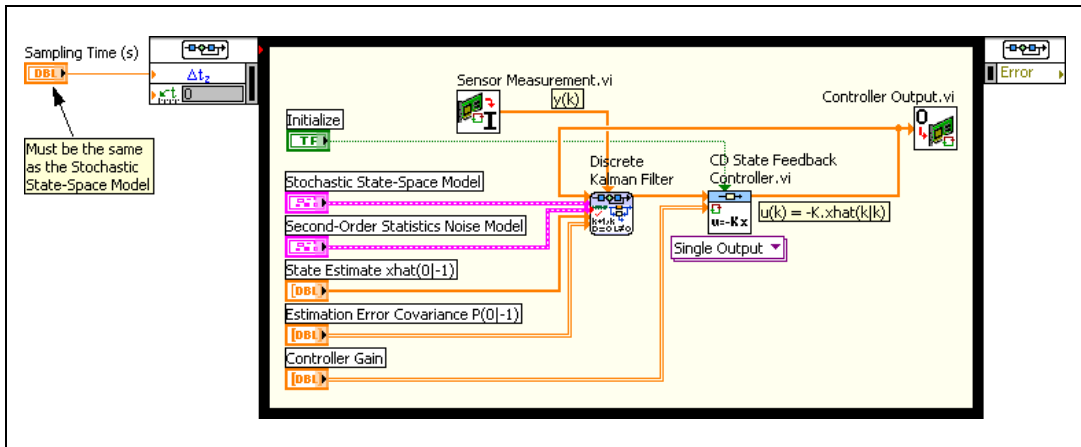 Sampling Time (s)
DBL
Δt2
0
Error
Must be the same
as the Stochastic
State-Space Model
Sensor Measurement.vi
y(k)
Controller Output.vi
Initialize
TF
Discrete
Kalman Filter
CD State Feedback
Controller.vi
Stochastic State-Space Model
u=-Kx
u(k) = -K.xhat(k|k)
Second-Order Statistics Noise Model
Single Output
State Estimate xhat(0|-1)
[DBL]
Estimation Error Covariance P(0|-1)
[DBL]
Controller Gain
[DBL]